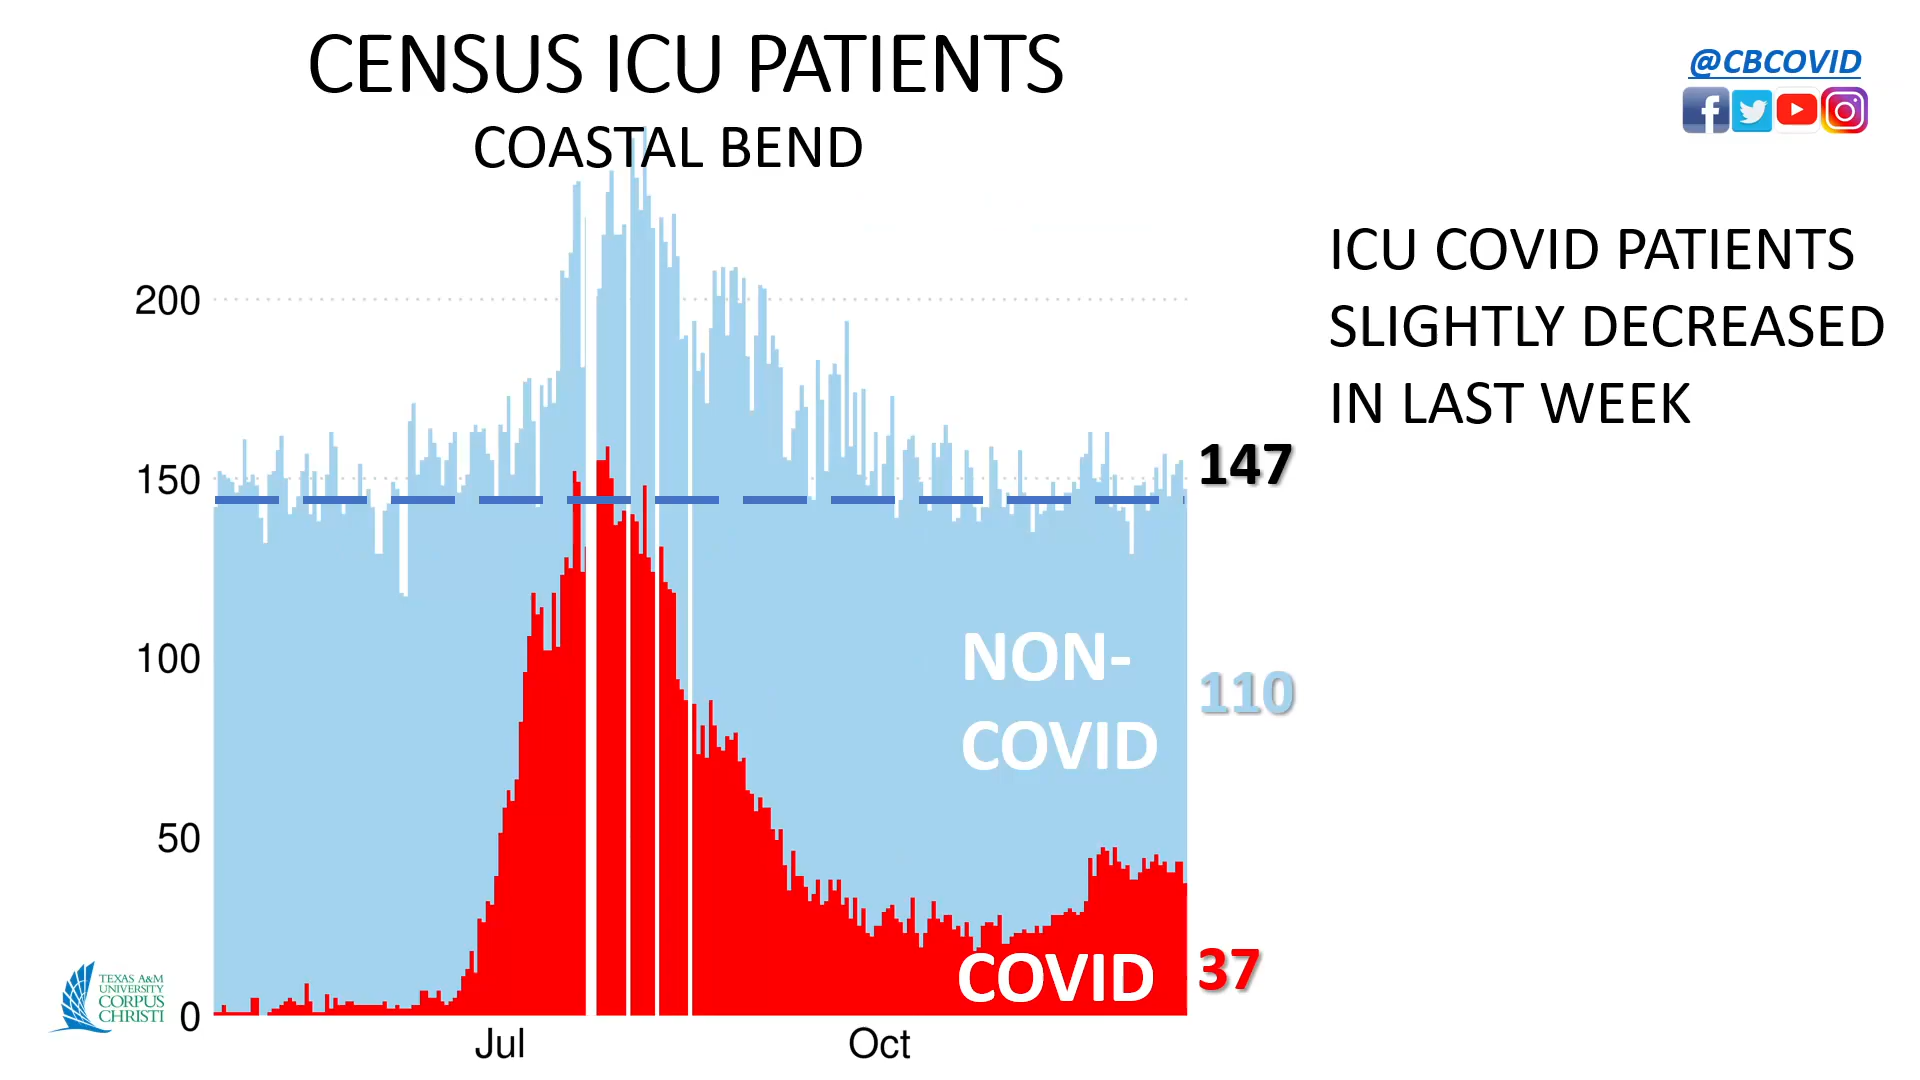 CENSUS ICU PATIENTS
COASTAL BEND
@CBCOVID
ICU COVID PATIENTS
SLIGHTLY DECREASED
IN LAST WEEK
200
150
100
50
0
147
110
37
NON-
COVID
COVID
Jul
Oct
TEXAS A&M
UNIVERSITY
CORPUS
CHRISTI